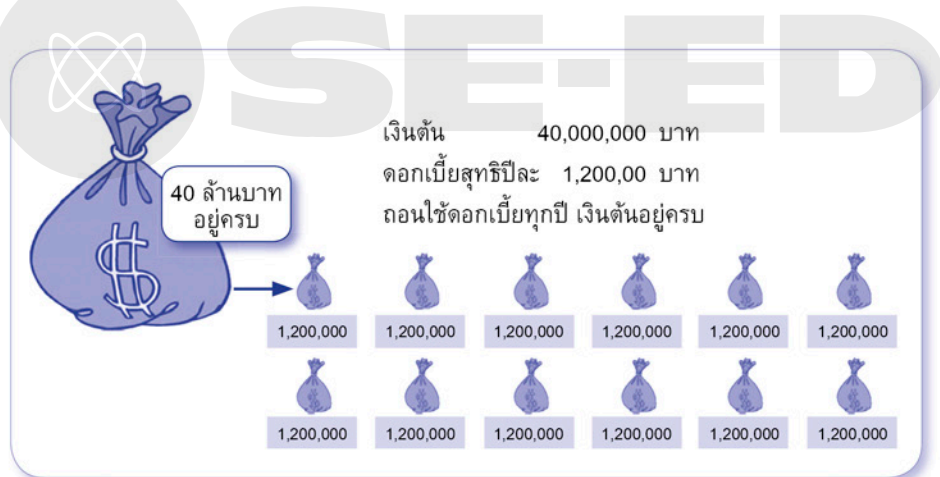 SE-ED
เงินต้น 40,000,000 บาท
ดอกเบี้ยสุทธิปีละ 1,200,00 บาท
ถอนใช้ดอกเบี้ยทุกปี เงินต้นอยู่ครบ
40 ล้านบาท
อยู่ครบ
1,200,000 1,200,000 1,200,000 1,200,000 1,200,000 1,200,000
1,200,000 1,200,000 1,200,000 1,200,000 1,200,000 1,200,000